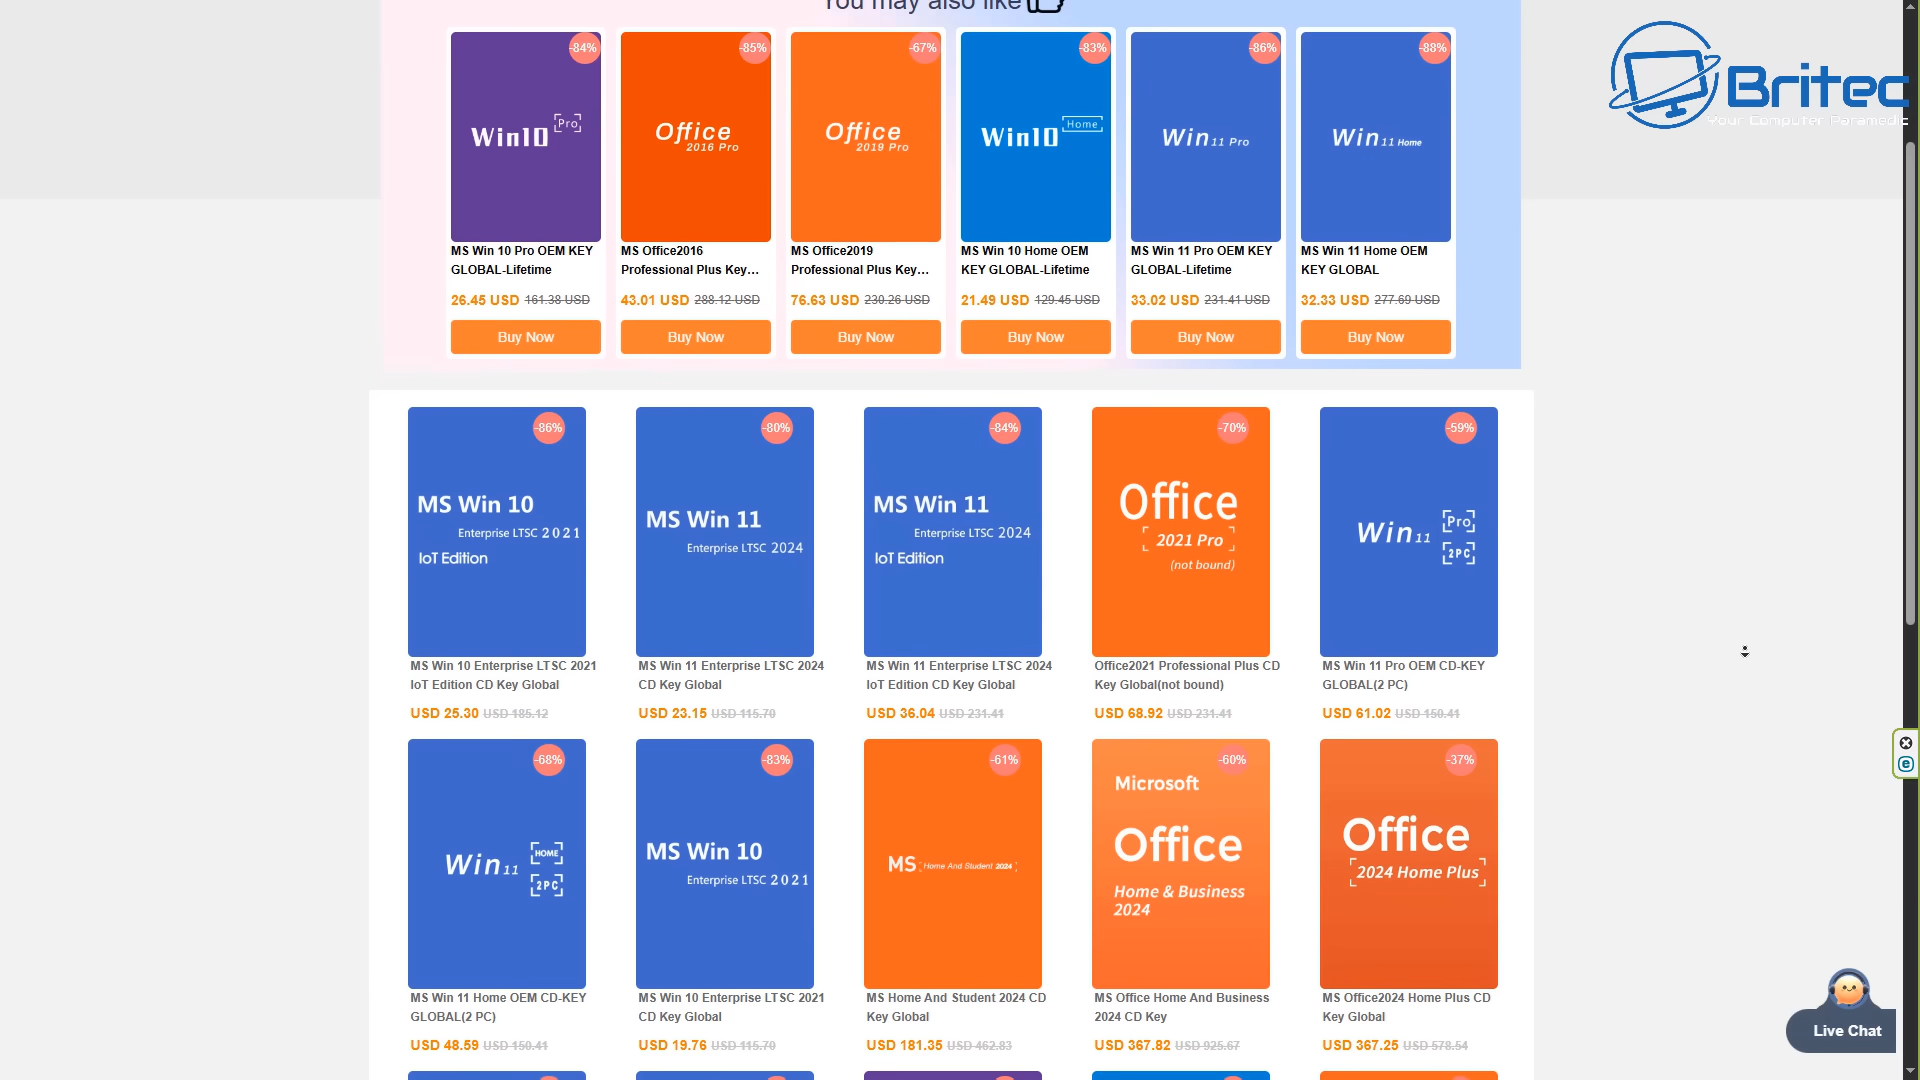 You may also like
Britec
Your Computer Paramedic
-84%
Win10 Pro
MS Win 10 Pro OEM KEY
GLOBAL-Lifetime
26.45 USD 161.38 USD
Buy Now
-85%
Office
2016 Pro
MS Office2016
Professional Plus Key...
43.01 USD 288.12 USD
Buy Now
-67%
Office
2019 Pro
MS Office2019
Professional Plus Key...
76.63 USD 230.26 USD
Buy Now
-83%
Win10 Home
MS Win 10 Home OEM
KEY GLOBAL-Lifetime
21.49 USD 129.45 USD
Buy Now
-86%
Win 11 Pro
MS Win 11 Pro OEM KEY
GLOBAL-Lifetime
33.02 USD 231.41 USD
Buy Now
-88%
Win 11 Home
MS Win 11 Home OEM
KEY GLOBAL
32.33 USD 277.69 USD
Buy Now
-86%
MS Win 10
Enterprise LTSC 2021
IoT Edition
MS Win 10 Enterprise LTSC 2021
IoT Edition CD Key Global
USD 25.30 USD 185.12
-80%
MS Win 11
Enterprise LTSC 2024
MS Win 11 Enterprise LTSC 2024
CD Key Global
USD 23.15 USD 115.70
-84%
MS Win 11
Enterprise LTSC 2024
IoT Edition
MS Win 11 Enterprise LTSC 2024
IoT Edition CD Key Global
USD 36.04 USD 231.41
-70%
Office
2021 Pro
(not bound)
Office2021 Professional Plus CD
Key Global(not bound)
USD 68.92 USD 231.41
-59%
Win 11 Pro
2PC
MS Win 11 Pro OEM CD-KEY
GLOBAL(2 PC)
USD 61.02 USD 150.41
-68%
Win 11 HOME
2PC
MS Win 11 Home OEM CD-KEY
GLOBAL(2 PC)
USD 48.59 USD 150.41
-83%
MS Win 10
Enterprise LTSC 2021
MS Win 10 Enterprise LTSC 2021
CD Key Global
USD 19.76 USD 115.70
-61%
MS Home And Student 2024
MS Home And Student 2024 CD
Key Global
USD 181.35 USD 462.83
-60%
Microsoft
Office
Home & Business
2024
MS Office Home And Business
2024 CD Key
USD 367.82 USD 925.67
-37%
Office
2024 Home Plus
MS Office2024 Home Plus CD
Key Global
USD 367.25 USD 578.54
Live Chat